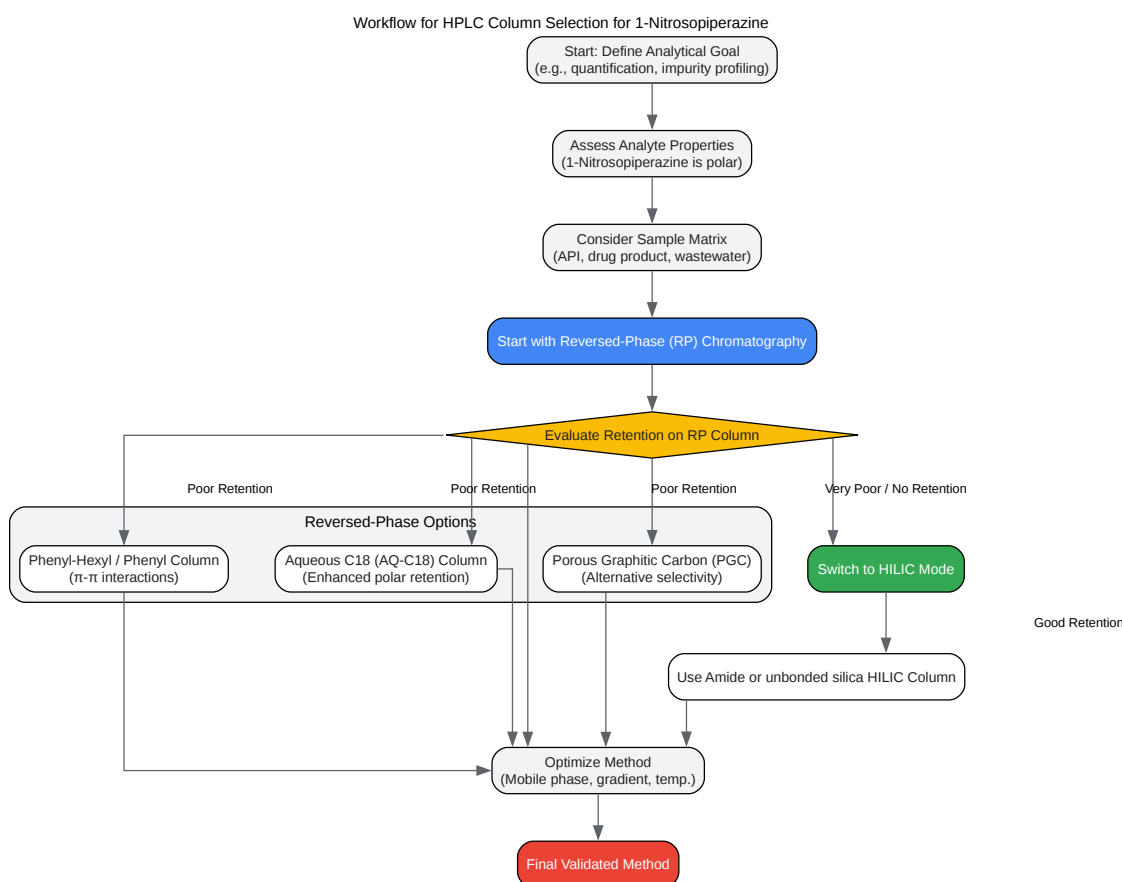 Workflow for HPLC Column Selection for 1-Nitrosopiperazine
Start: Define Analytical Goal
(e.g., quantification, impurity profiling)
Assess Analyte Properties
(1-Nitrosopiperazine is polar)
Consider Sample Matrix
(API, drug product, wastewater)
Start with Reversed-Phase (RP) Chromatography
Evaluate Retention on RP Column
Poor Retention
Poor Retention
Poor Retention
Very Poor / No Retention
Reversed-Phase Options
Phenyl-Hexyl / Phenyl Column
(π-π interactions)
Aqueous C18 (AQ-C18) Column
(Enhanced polar retention)
Porous Graphitic Carbon (PGC)
(Alternative selectivity)
Switch to HILIC Mode
Good Retention
Use Amide or unbonded silica HILIC Column
Optimize Method
(Mobile phase, gradient, temp.)
Final Validated Method